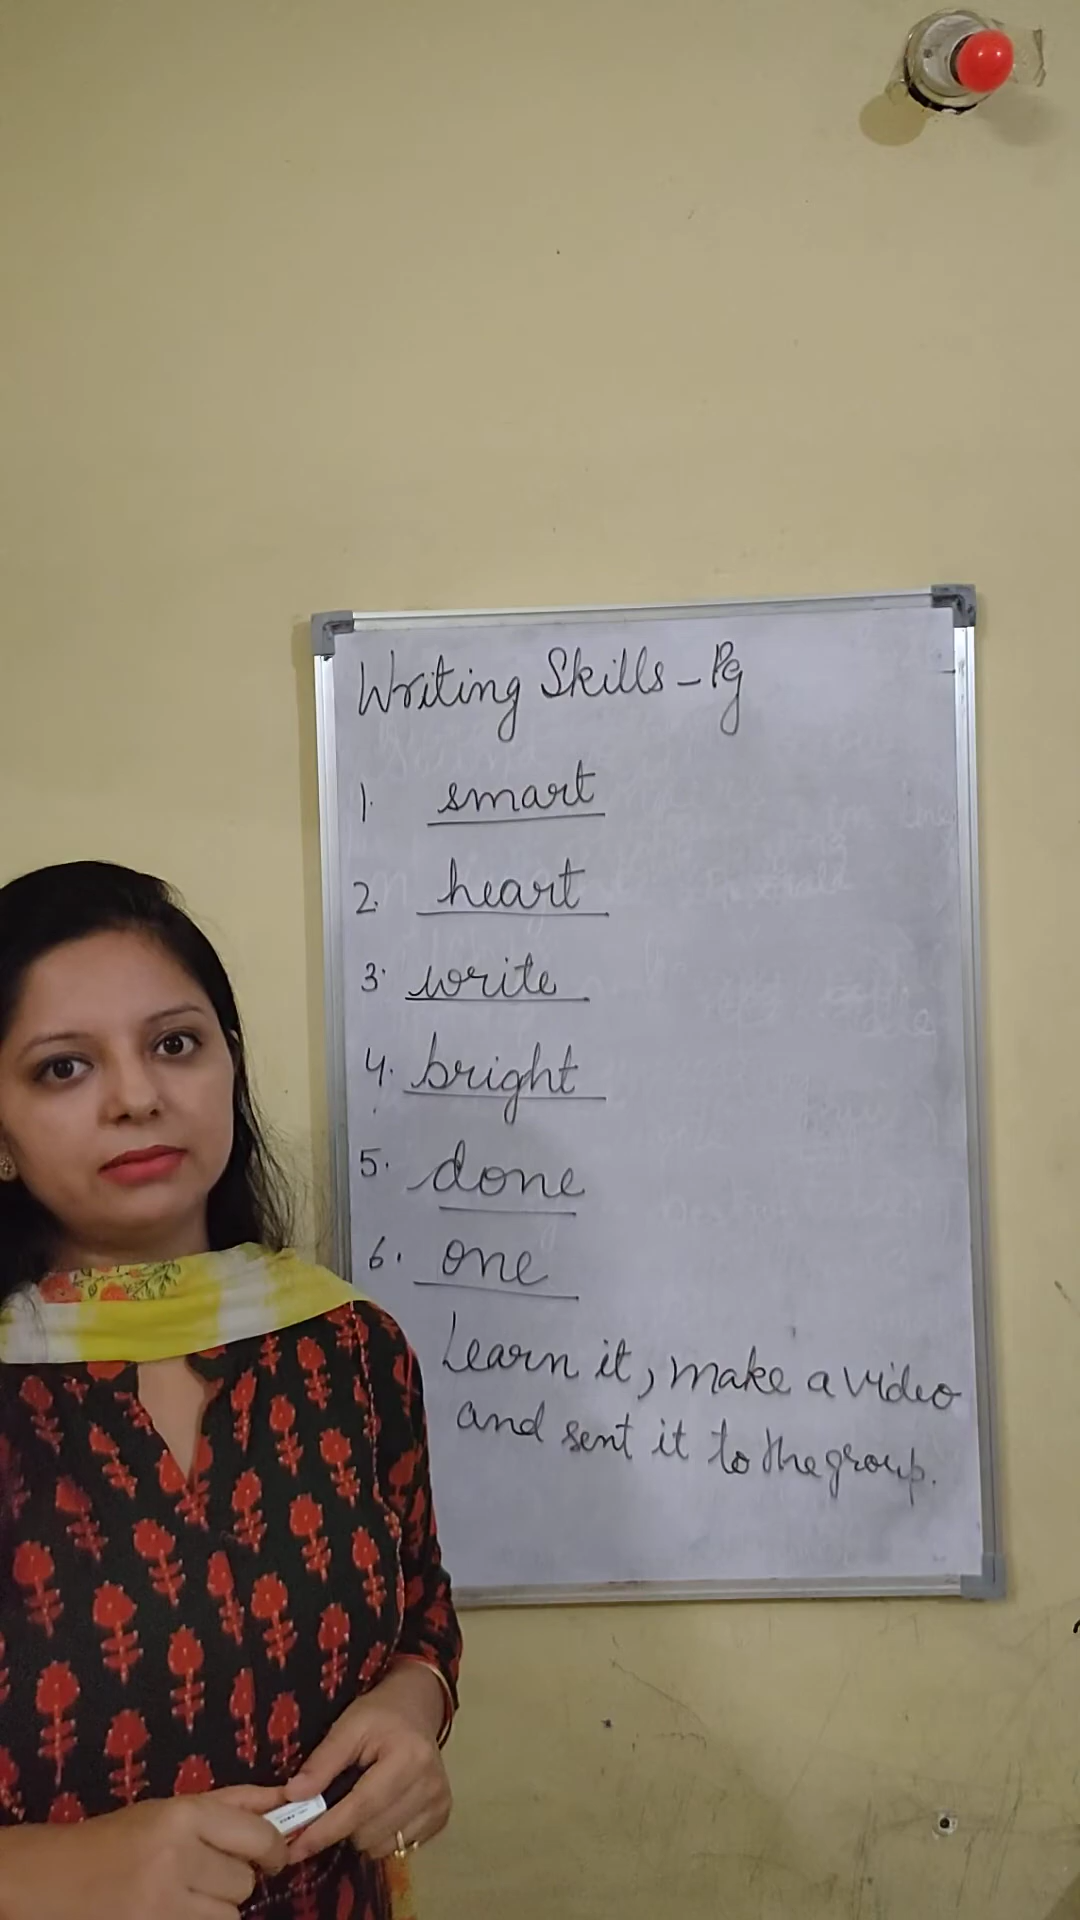 Writing Skills - Pg
1. smart
2. heart
3. write
4. bright
5. done
6. one
Learn it, make a video
and sent it to the group.